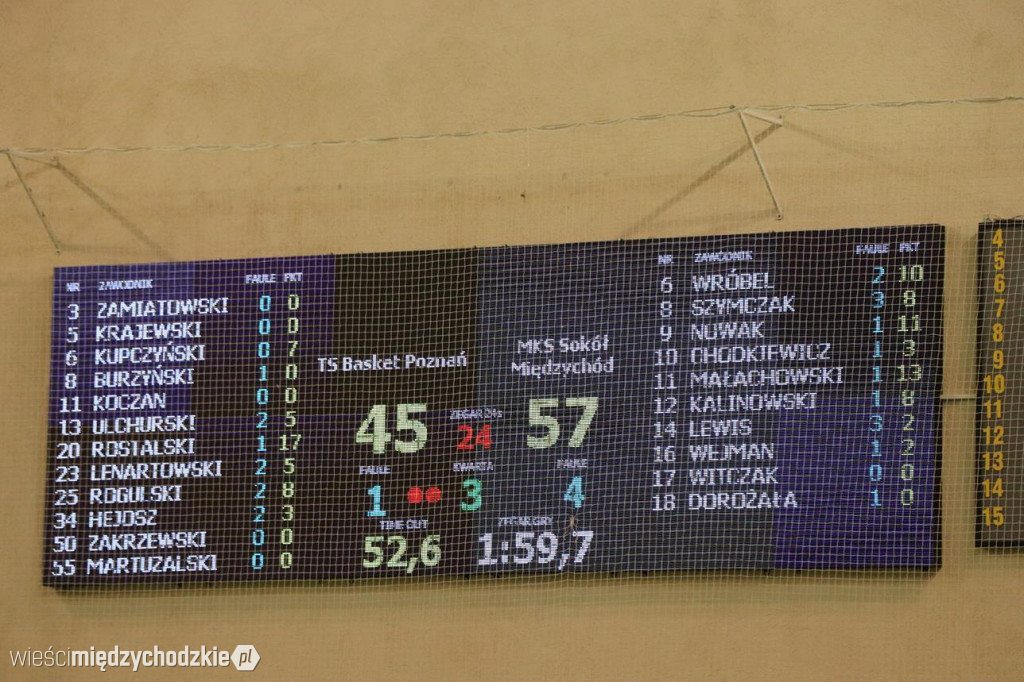 NR ZAWODNIK FAULE PKT
3 ZAMIATOWSKI 0 0
5 KRAJEWSKI 0 0
6 KUPCZYŃSKI 0 7
8 BURZYŃSKI 1 0
11 KOCZAN 0 0
13 ULCHURSKI 2 5
20 ROSTALSKI 1 17
23 LENARTOWSKI 2 5
25 ROGULSKI 2 8
34 HEJDSZ 2 3
50 ZAKRZEWSKI 0 0
55 MARTUZALSKI 0 0
TS Basket Poznań
MKS Sokół
Międzychód
45 ZEGAR 24s 57
24
FAULE KWARTA FAULE
1 3 4
TIME OUT ZEGAR GRY
52,6 1:59,7
NR ZAWODNIK FAULE PKT
6 WRÓBEL 2 10
8 SZYMCZAK 3 8
9 NOWAK 1 11
10 CHODKIEWICZ 1 3
11 MAŁACHOWSKI 1 13
12 KALINOWSKI 1 8
14 LEWIS 3 2
16 WEJMAN 1 2
17 WITCZAK 0 0
18 DOROŻAŁA 1 0
4
5
6
7
8
9
10
11
12
13
14
15
wieścimiędzychodzkie.pl